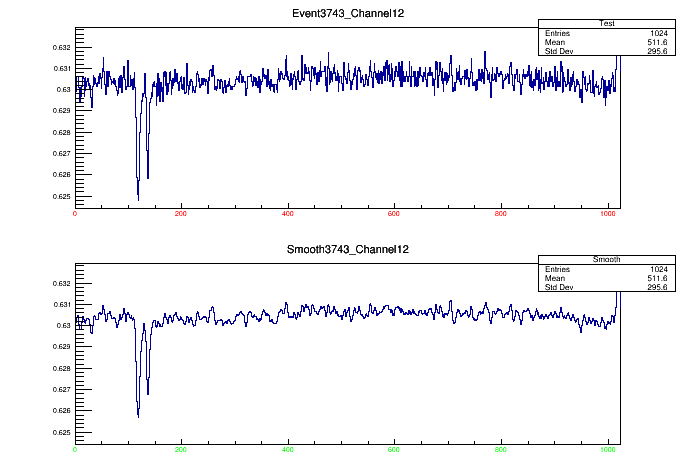 Event3743_Channel12
Test
Entries 1024
Mean 511.6
Std Dev 295.6
0.632
0.631
0.63
0.629
0.628
0.627
0.626
0.625
0 200 400 600 800 1000
Smooth3743_Channel12
Smooth
Entries 1024
Mean 511.6
Std Dev 295.6
0.632
0.631
0.63
0.629
0.628
0.627
0.626
0.625
0 200 400 600 800 1000